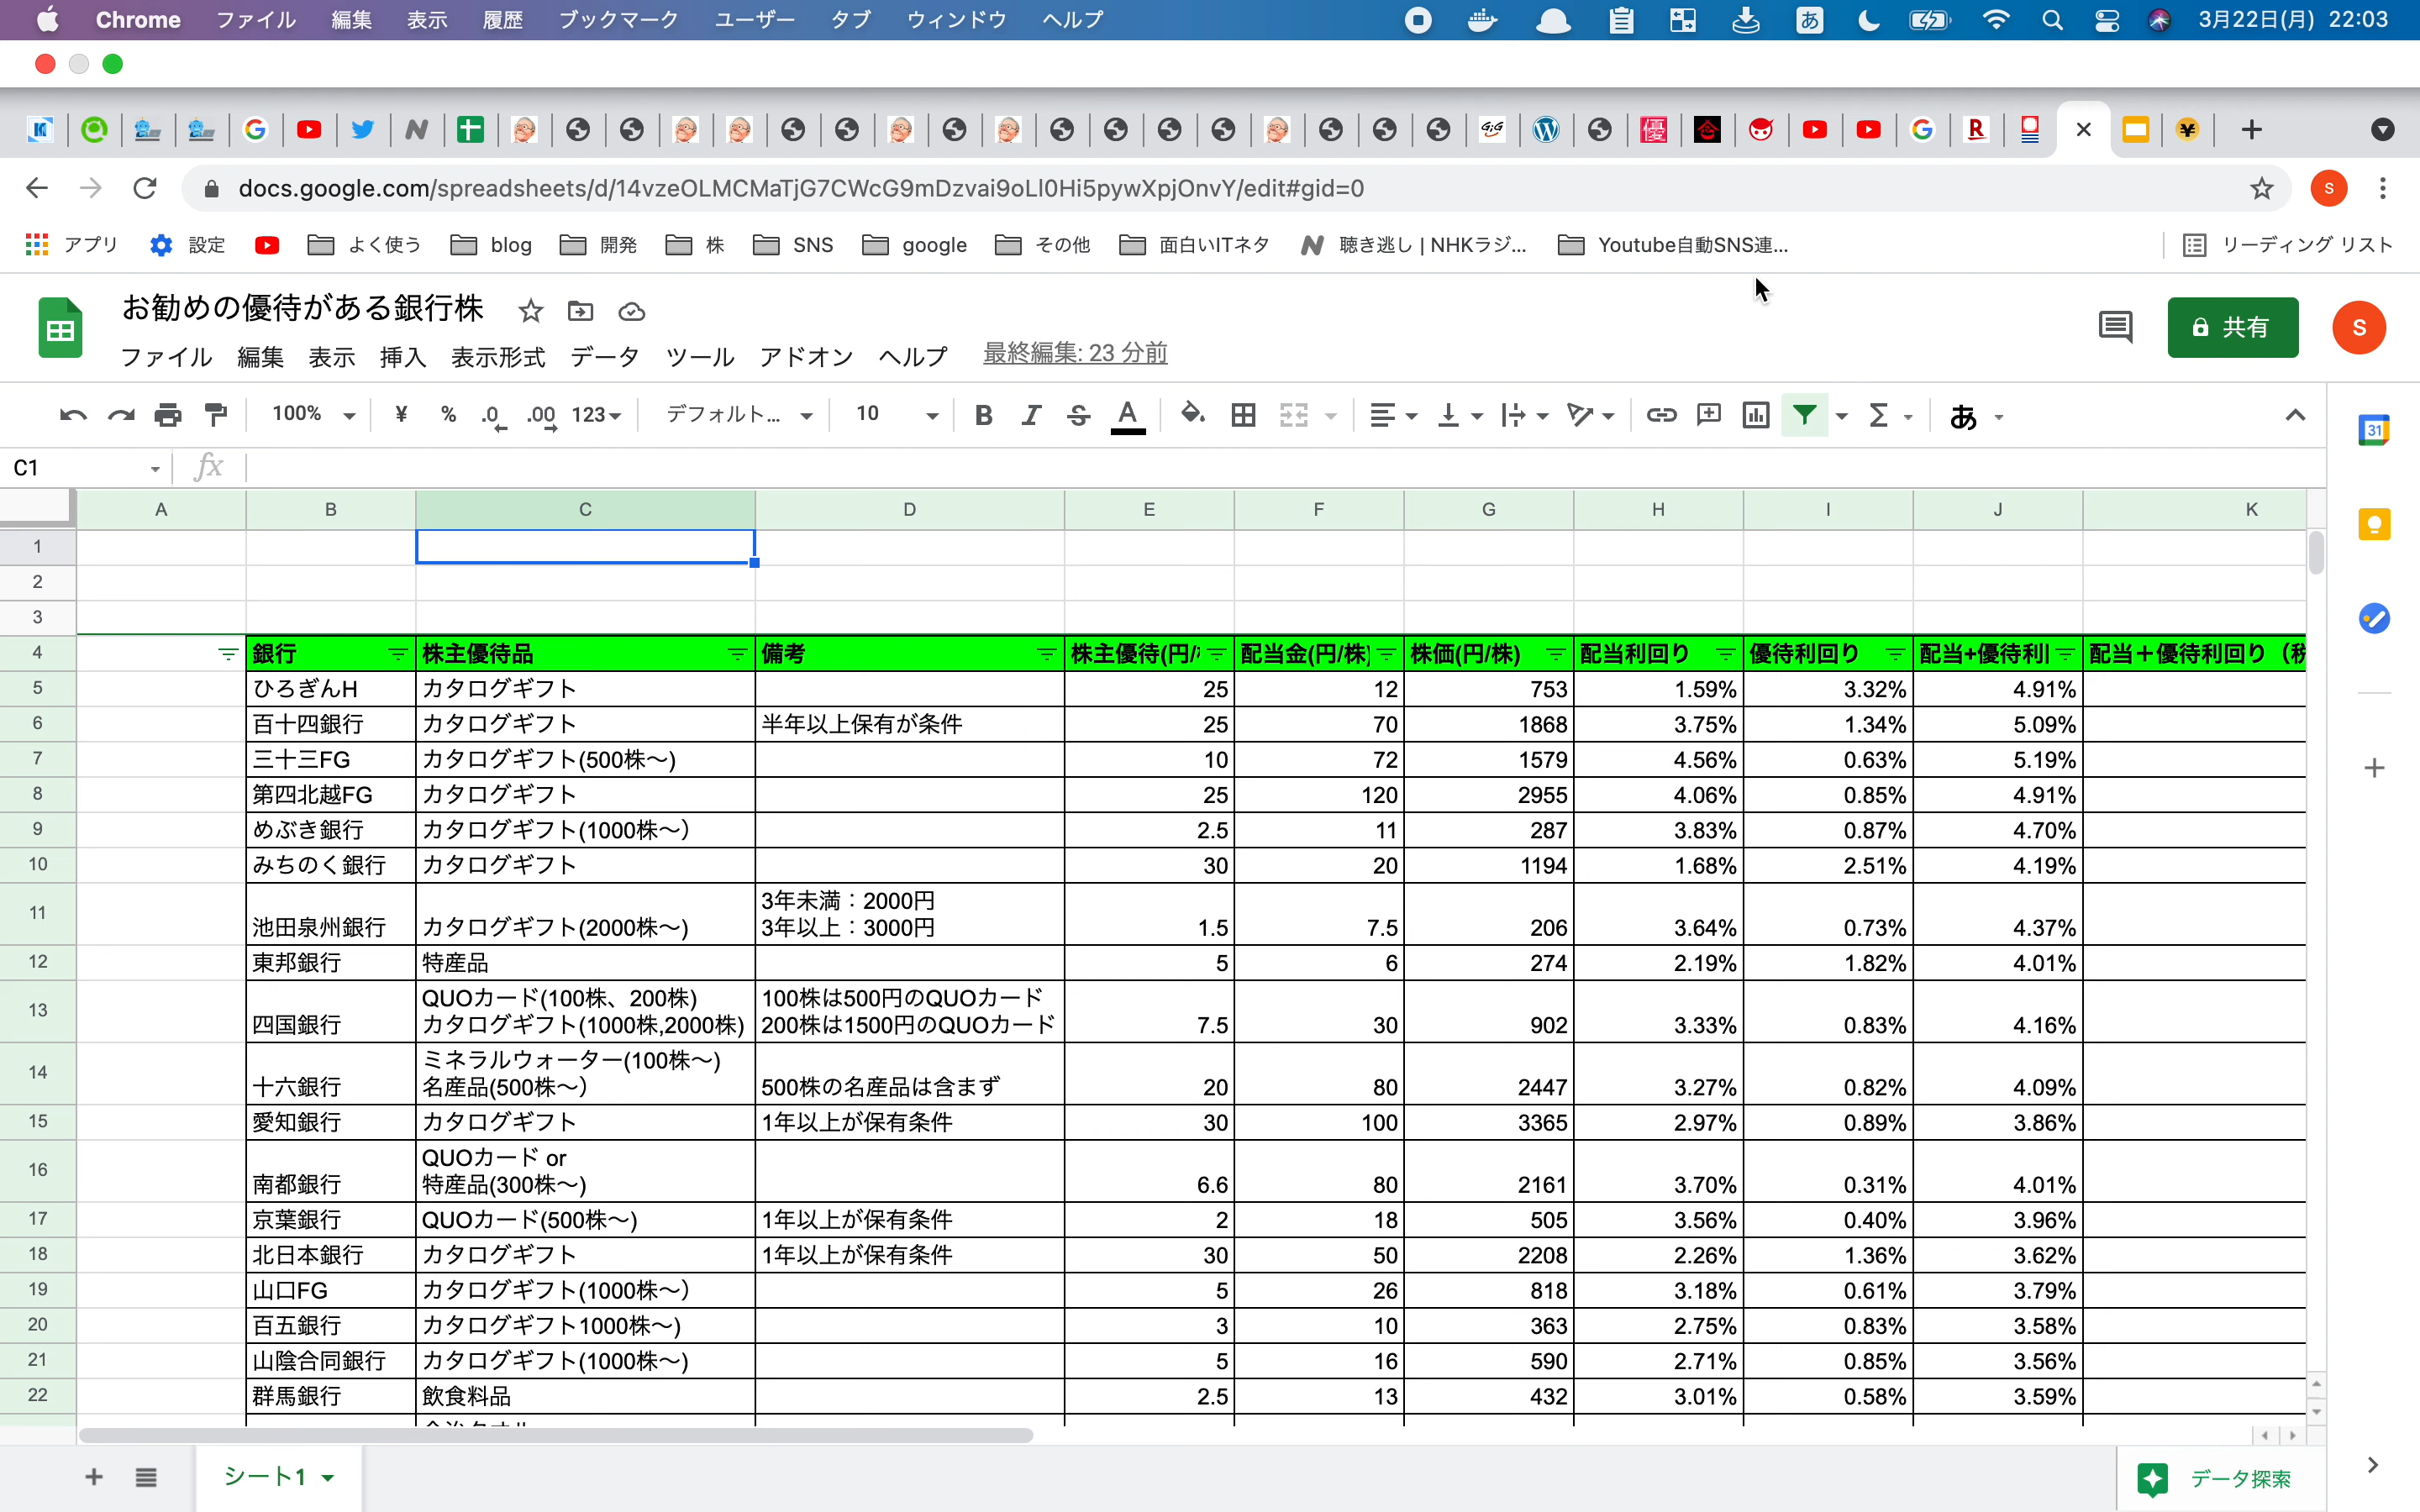 Chrome ファイル 編集 表示 履歴 ブックマーク ユーザー タブ ウィンドウ ヘルプ あ 3月22日(月) 22:03
docs.google.com/spreadsheets/d/14vzeOLMCMaTjG7CWcG9mDzvai9oLl0Hi5pywXpjOnvY/edit#gid=0 S
アプリ 設定 よく使う blog 開発 株 SNS google その他 面白いITネタ 聴き逃し | NHKラジ... Youtube自動SNS連... リーディング リスト
お勧めの優待がある銀行株
ファイル 編集 表示 挿入 表示形式 データ ツール アドオン ヘルプ 最終編集: 23 分前 共有 S
100% ¥ % .0 .00 123 デフォルト... 10 B I S A Σ あ 31
C1 fx
A B C D E F G H I J K
1
2
3
4 銀行 株主優待品 備考 株主優待(円/ 配当金(円/株) 株価(円/株) 配当利回り 優待利回り 配当+優待利 配当＋優待利回り（税
5 ひろぎんH カタログギフト 25 12 753 1.59% 3.32% 4.91%
6 百十四銀行 カタログギフト 半年以上保有が条件 25 70 1868 3.75% 1.34% 5.09%
7 三十三FG カタログギフト(500株〜) 10 72 1579 4.56% 0.63% 5.19%
8 第四北越FG カタログギフト 25 120 2955 4.06% 0.85% 4.91%
9 めぶき銀行 カタログギフト(1000株〜） 2.5 11 287 3.83% 0.87% 4.70%
10 みちのく銀行 カタログギフト 30 20 1194 1.68% 2.51% 4.19%
3年未満：2000円
11 池田泉州銀行 カタログギフト(2000株〜) 3年以上：3000円 1.5 7.5 206 3.64% 0.73% 4.37%
12 東邦銀行 特産品 5 6 274 2.19% 1.82% 4.01%
QUOカード(100株、200株) 100株は500円のQUOカード
13 四国銀行 カタログギフト(1000株,2000株) 200株は1500円のQUOカード 7.5 30 902 3.33% 0.83% 4.16%
ミネラルウォーター(100株〜)
14 十六銀行 名産品(500株〜） 500株の名産品は含まず 20 80 2447 3.27% 0.82% 4.09%
15 愛知銀行 カタログギフト 1年以上が保有条件 30 100 3365 2.97% 0.89% 3.86%
QUOカード or
16 南都銀行 特産品(300株〜) 6.6 80 2161 3.70% 0.31% 4.01%
17 京葉銀行 QUOカード(500株〜) 1年以上が保有条件 2 18 505 3.56% 0.40% 3.96%
18 北日本銀行 カタログギフト 1年以上が保有条件 30 50 2208 2.26% 1.36% 3.62%
19 山口FG カタログギフト(1000株〜） 5 26 818 3.18% 0.61% 3.79%
20 百五銀行 カタログギフト1000株〜) 3 10 363 2.75% 0.83% 3.58%
21 山陰合同銀行 カタログギフト(1000株〜) 5 16 590 2.71% 0.85% 3.56%
22 群馬銀行 飲食料品 2.5 13 432 3.01% 0.58% 3.59%
シート1 データ探索